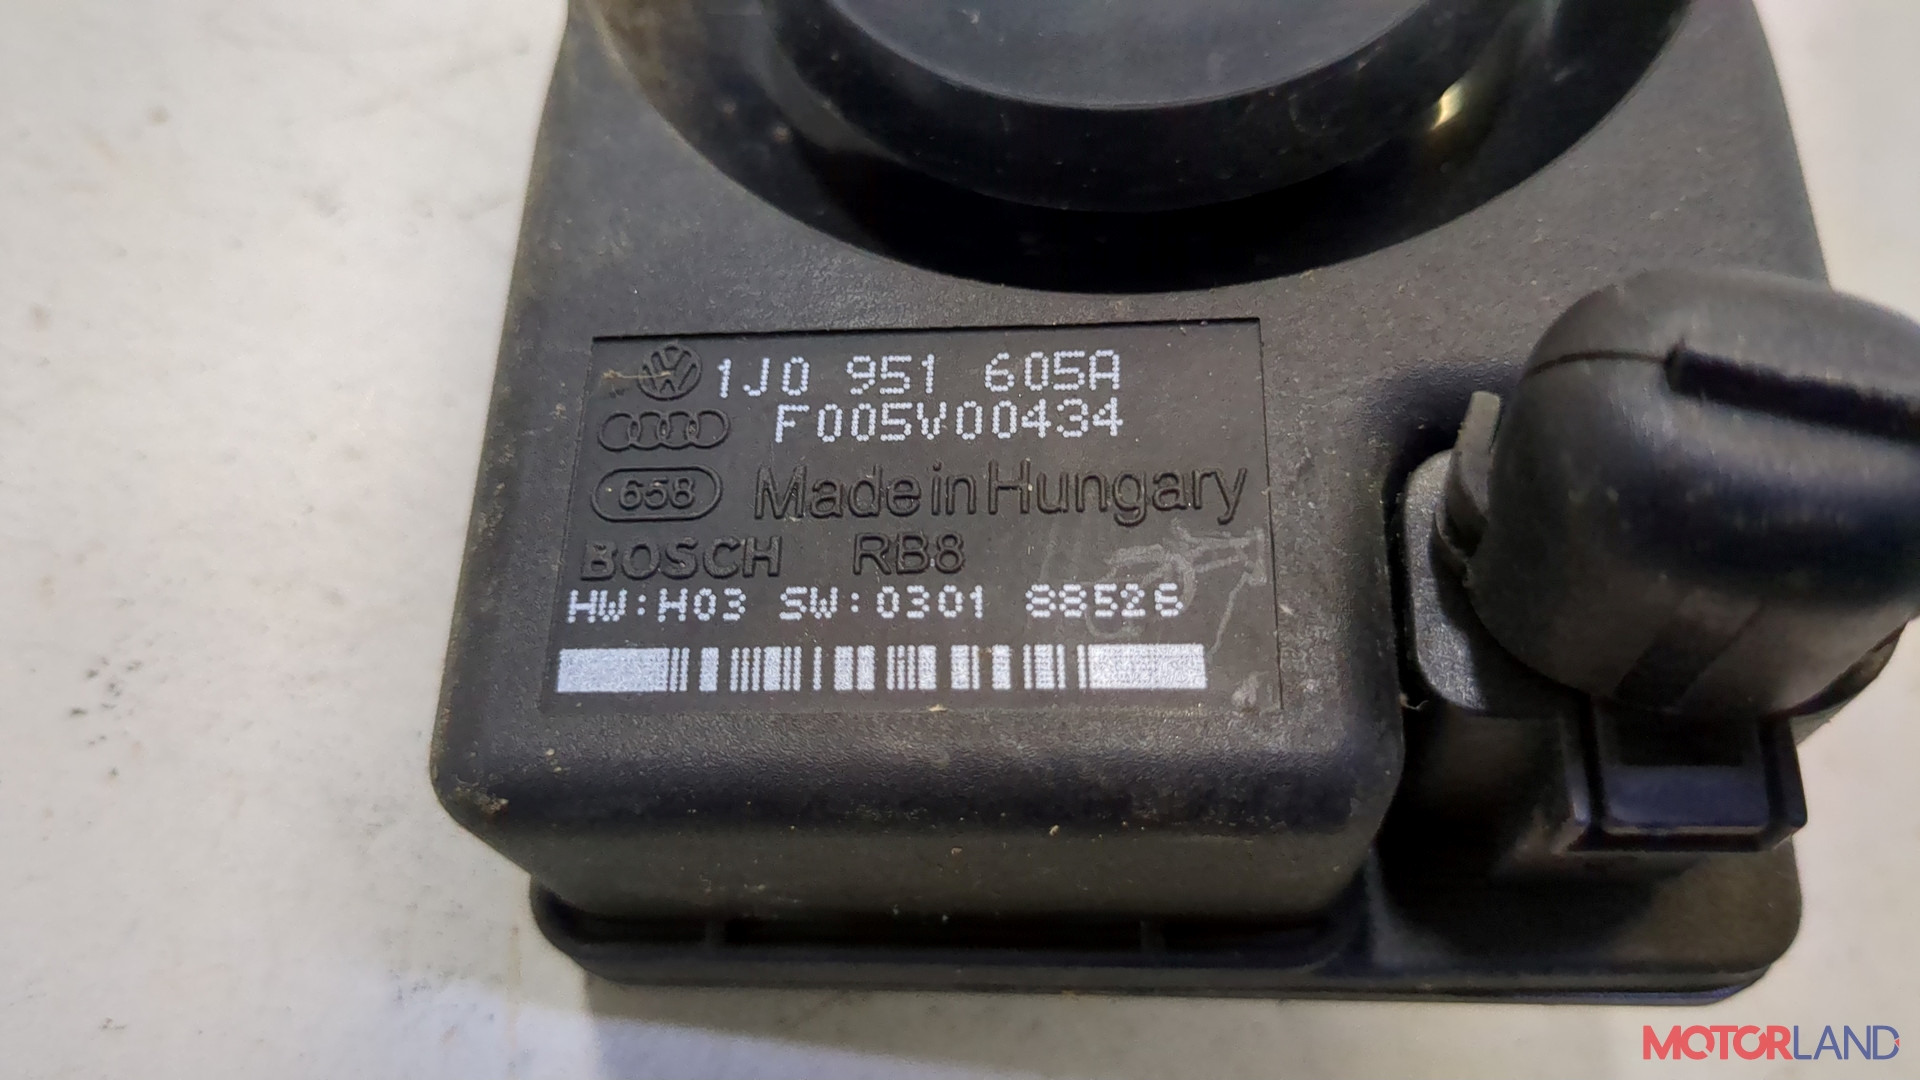 1J0 951 605A
F005V00434
658 Made in Hungary
BOSCH RB8
HW:H03 SW:0301 88526
MOTORLAND